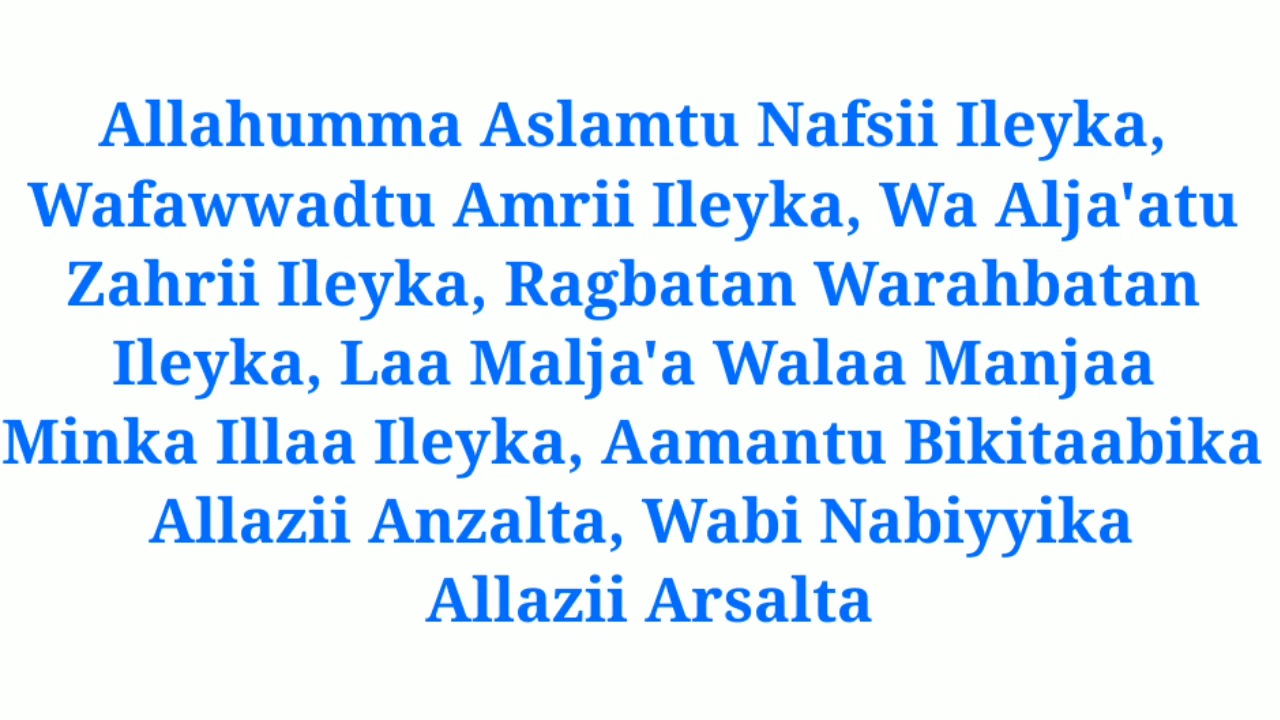 Allahumma Aslamtu Nafsii Ileyka,
Wafawwadtu Amrii Ileyka, Wa Alja'atu
Zahrii Ileyka, Ragbatan Warahbatan
Ileyka, Laa Malja'a Walaa Manjaa
Minka Illaa Ileyka, Aamantu Bikitaabika
Allazii Anzalta, Wabi Nabiyyika
Allazii Arsalta